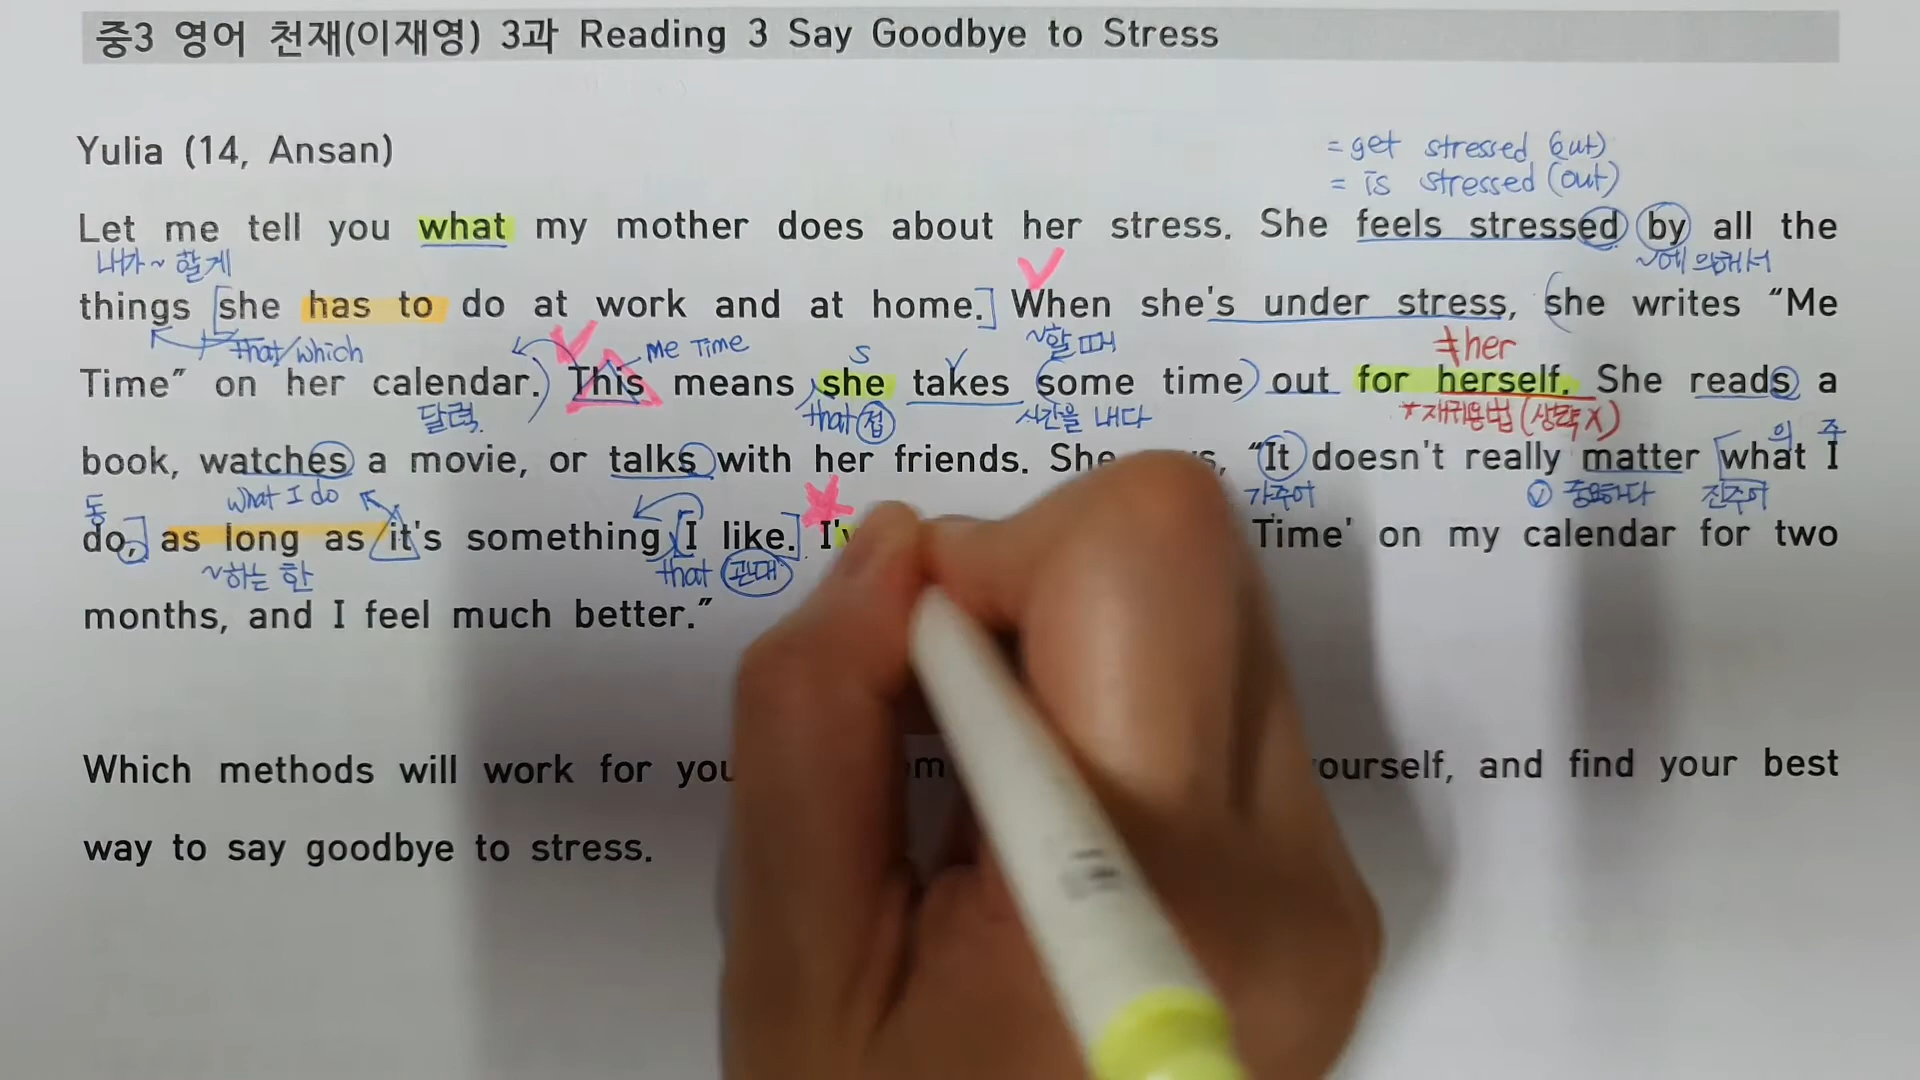 중3 영어 천재(이재영) 3과 Reading 3 Say Goodbye to Stress
Yulia (14, Ansan)
= get stressed (out)
= is stressed (out)
Let me tell you what my mother does about her stress. She feels stressed by all the
내가~ 할게 ~에 의해서
things [she has to do at work and at home.] When she's under stress, (she writes “Me
that/which Me Time ~할 때 S V ≠her
Time” on her calendar.) This means she takes some time) out for herself. She reads a
달력. that 접 시간을 내다 *재귀용법 (생략X)
book, watches a movie, or talks with her friends. She “It doesn't really matter [what I
의 주
동 what I do 가주어 V 중요하다 진주어
do,] as long as it's something [I like.] I'v Time' on my calendar for two
~하는 한 that 관대
months, and I feel much better.”
Which methods will work for you ourself, and find your best
way to say goodbye to stress.